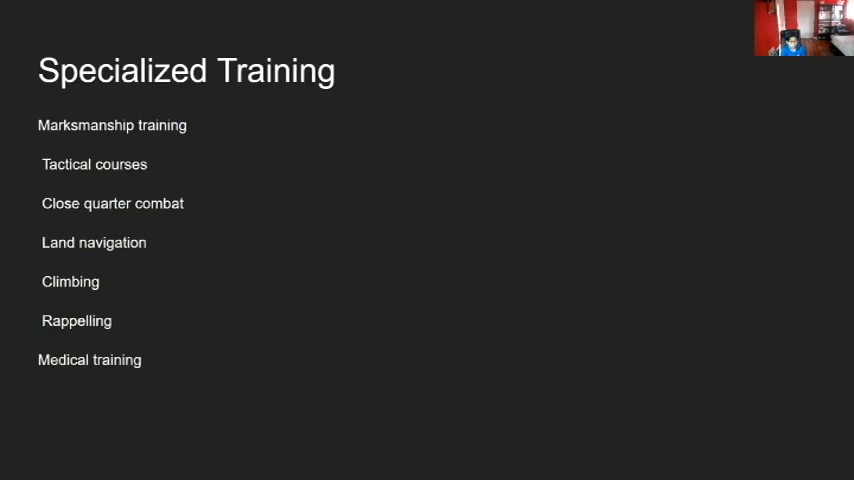 Specialized Training
Marksmanship training
Tactical courses
Close quarter combat
Land navigation
Climbing
Rappelling
Medical training